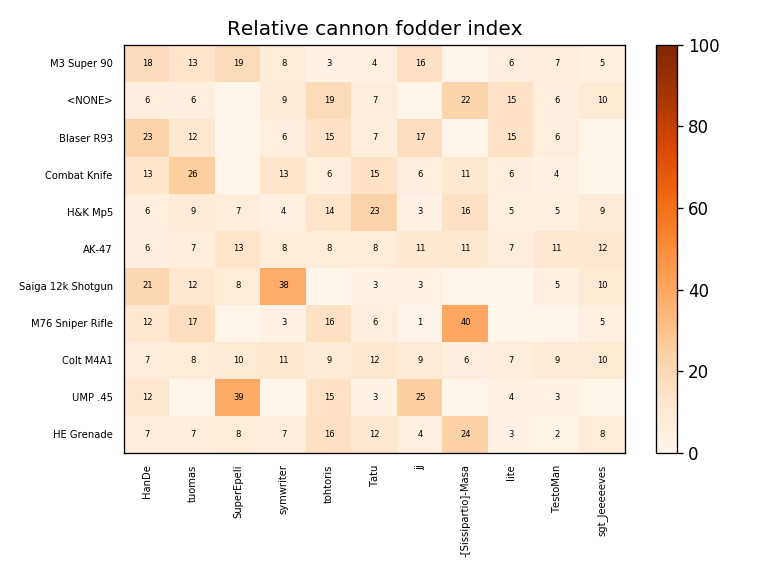 Relative cannon fodder index
M3 Super 90 18 13 19 8 3 4 16 6 7 5
<NONE> 6 6 9 19 7 22 15 6 10
Blaser R93 23 12 6 15 7 17 15 6
Combat Knife 13 26 13 6 15 6 11 6 4
H&K Mp5 6 9 7 4 14 23 3 16 5 5 9
AK-47 6 7 13 8 8 8 11 11 7 11 12
Saiga 12k Shotgun 21 12 8 38 3 3 5 10
M76 Sniper Rifle 12 17 3 16 6 1 40 5
Colt M4A1 7 8 10 11 9 12 9 6 7 9 10
UMP .45 12 39 15 3 25 4 3
HE Grenade 7 7 8 7 16 12 4 24 3 2 8
HanDe
tuomas
SuperEpeli
symwriter
tohtoris
Tatu
jj
-[Sissipartio]-Masa
lite
TestoMan
sgt_Jeeeeeves
100
80
60
40
20
0